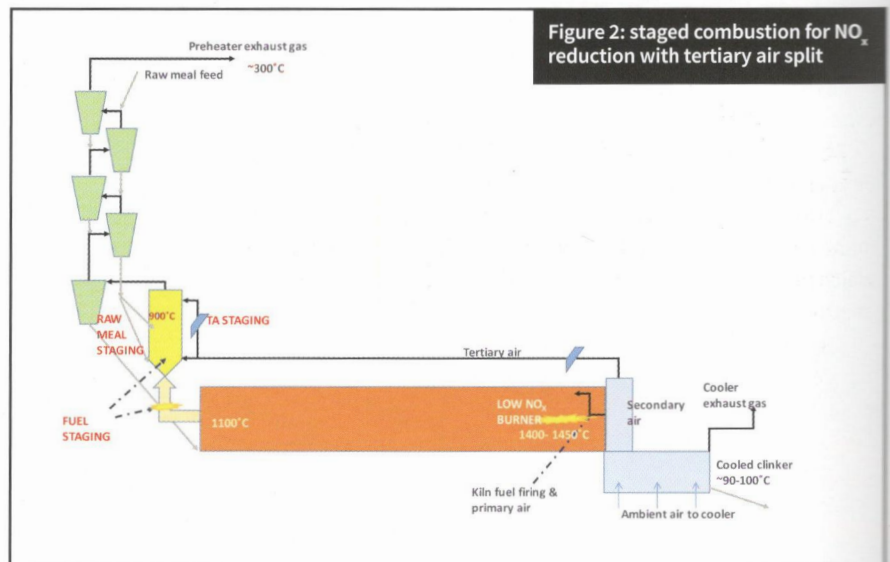 Figure 2: staged combustion for NOx
reduction with tertiary air split
Preheater exhaust gas
~300˚C
Raw meal feed
900˚C
RAW
MEAL
STAGING
TA STAGING
Tertiary air
FUEL
STAGING
1100˚C
LOW NOx
BURNER
1400- 1450˚C
Secondary
air
Cooler
exhaust gas
Cooled clinker
~90-100˚C
Kiln fuel firing &
primary air
Ambient air to cooler